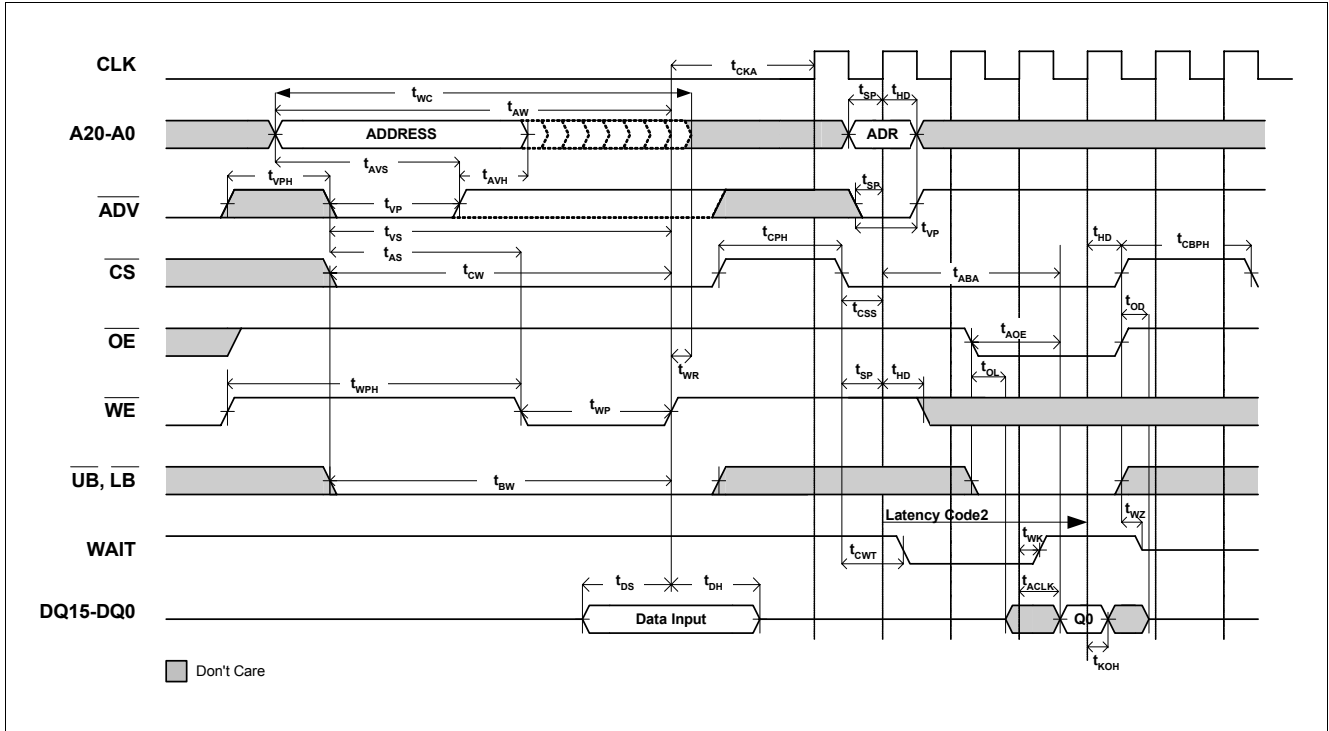 CLK
tCKA
tWC
tSP
tHD
tAW
A20-A0
ADDRESS
ADR
tAVS
tVPH
tAVH
tSP
ADV
tVP
tVP
tVS
tCPH
tHD
tCBPH
tAS
CS
tCW
tABA
tCSS
tOD
OE
tAOE
tWR
tWPH
tSP
tHD
tOL
WE
tWP
UB, LB
tBW
Latency Code2
tWZ
WAIT
tWK
tCWT
tDS
tDH
tACLK
DQ15-DQ0
Data Input
Q0
tKOH
Don't Care